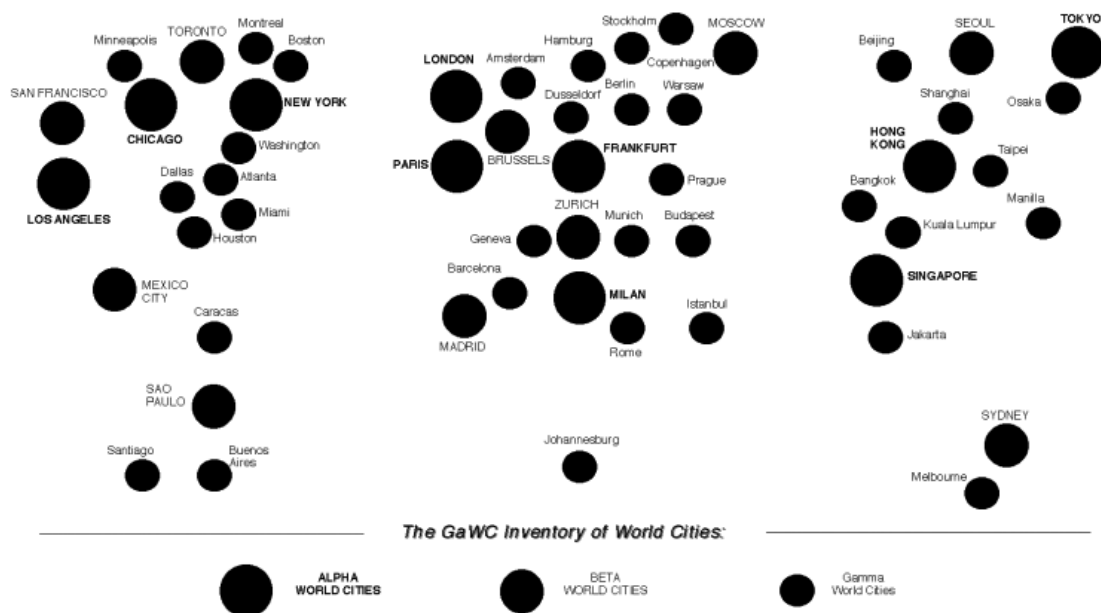 Minneapolis
TORONTO
Montreal
Boston
SAN FRANCISCO
CHICAGO
NEW YORK
Washington
Dallas
Atlanta
LOS ANGELES
Miami
Houston
MEXICO
CITY
Caracas
SAO
PAULO
Santiago
Buenos
Aires
Stockholm
MOSCOW
Hamburg
Copenhagen
LONDON
Amsterdam
Dusseldorf
Berlin
Warsaw
PARIS
BRUSSELS
FRANKFURT
Prague
ZURICH
Munich
Budapest
Geneva
Barcelona
MILAN
Istanbul
MADRID
Rome
Johannesburg
SEOUL
TOKYO
Beijing
Shanghai
Osaka
HONG
KONG
Taipei
Bangkok
Manilla
Kuala Lumpur
SINGAPORE
Jakarta
SYDNEY
Melbourne
The GaWC Inventory of World Cities:
ALPHA
WORLD CITIES
BETA
WORLD CITIES
Gamma
World Cities